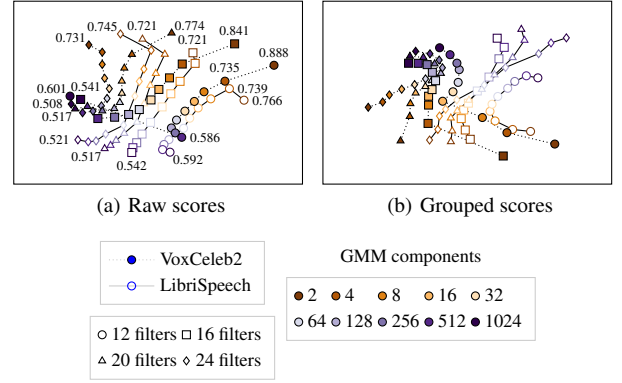 0.745 0.721 0.774
0.731 0.841
0.721
0.888
0.735
0.601 0.541 0.739
0.508 0.766
0.517
0.521 0.586
0.517 0.542 0.592
(a) Raw scores (b) Grouped scores
VoxCeleb2
LibriSpeech
GMM components
2 4 8 16 32
64 128 256 512 1024
12 filters 16 filters
20 filters 24 filters